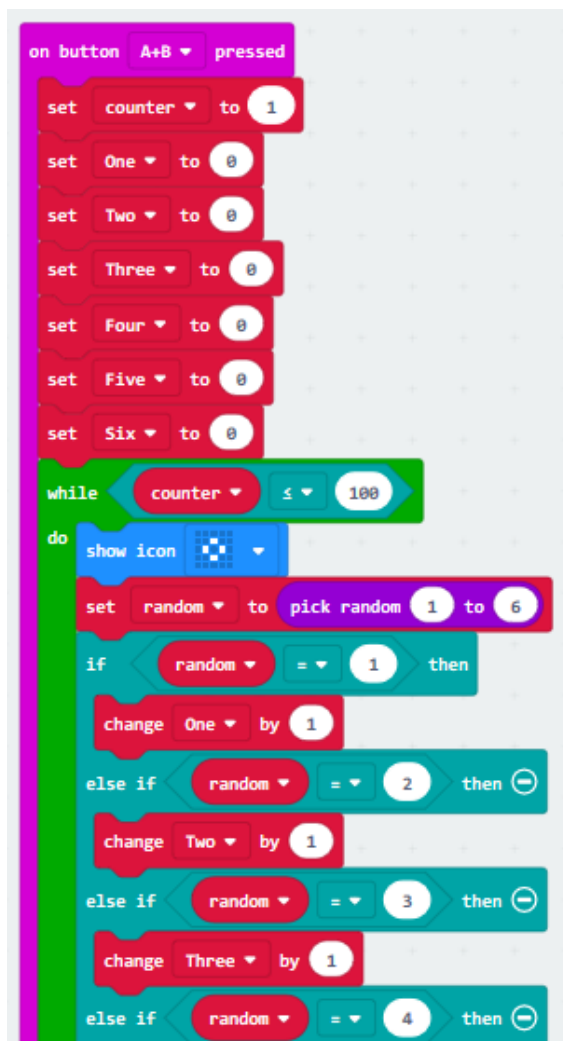 on button A+B pressed
set counter to 1
set One to 0
set Two to 0
set Three to 0
set Four to 0
set Five to 0
set Six to 0
while counter ≤ 100
do show icon
set random to pick random 1 to 6
if random = 1 then
change One by 1
else if random = 2 then
change Two by 1
else if random = 3 then
change Three by 1
else if random = 4 then